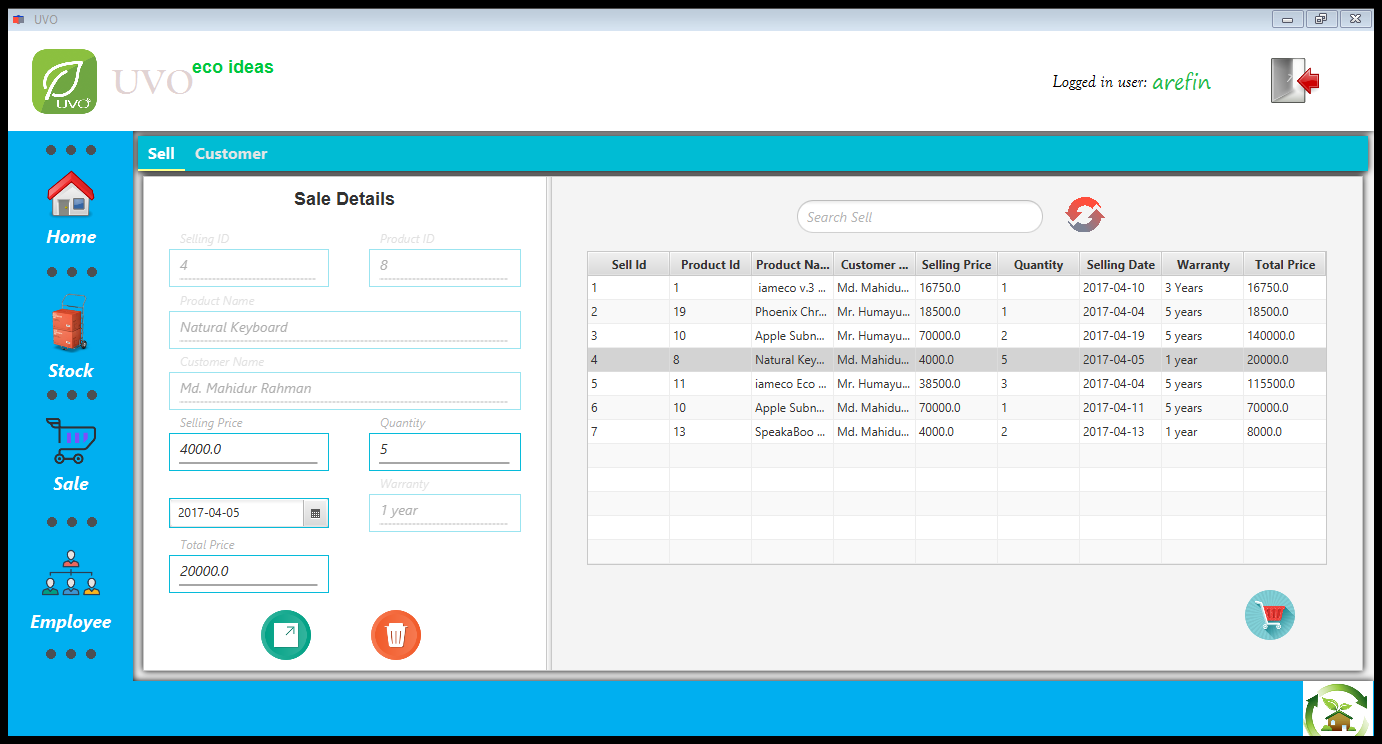 UVO
UVO
UVO
eco ideas
Logged in user: arefin
Home
Stock
Sale
Employee
Sell Customer
Sale Details
Selling ID Product ID
4 8
Product Name
Natural Keyboard
Customer Name
Md. Mahidur Rahman
Selling Price Quantity
4000.0 5
Warranty
2017-04-05 1 year
Total Price
20000.0
Search Sell
Sell Id Product Id Product Na... Customer ... Selling Price Quantity Selling Date Warranty Total Price
1 1 iameco v.3 ... Md. Mahidu... 16750.0 1 2017-04-10 3 Years 16750.0
2 19 Phoenix Chr... Mr. Humayu... 18500.0 1 2017-04-04 5 years 18500.0
3 10 Apple Subn... Md. Mahidu... 70000.0 2 2017-04-19 5 years 140000.0
4 8 Natural Key... Md. Mahidu... 4000.0 5 2017-04-05 1 year 20000.0
5 11 iameco Eco ... Mr. Humayu... 38500.0 3 2017-04-04 5 years 115500.0
6 10 Apple Subn... Md. Mahidu... 70000.0 1 2017-04-11 5 years 70000.0
7 13 SpeakaBoo ... Md. Mahidu... 4000.0 2 2017-04-13 1 year 8000.0